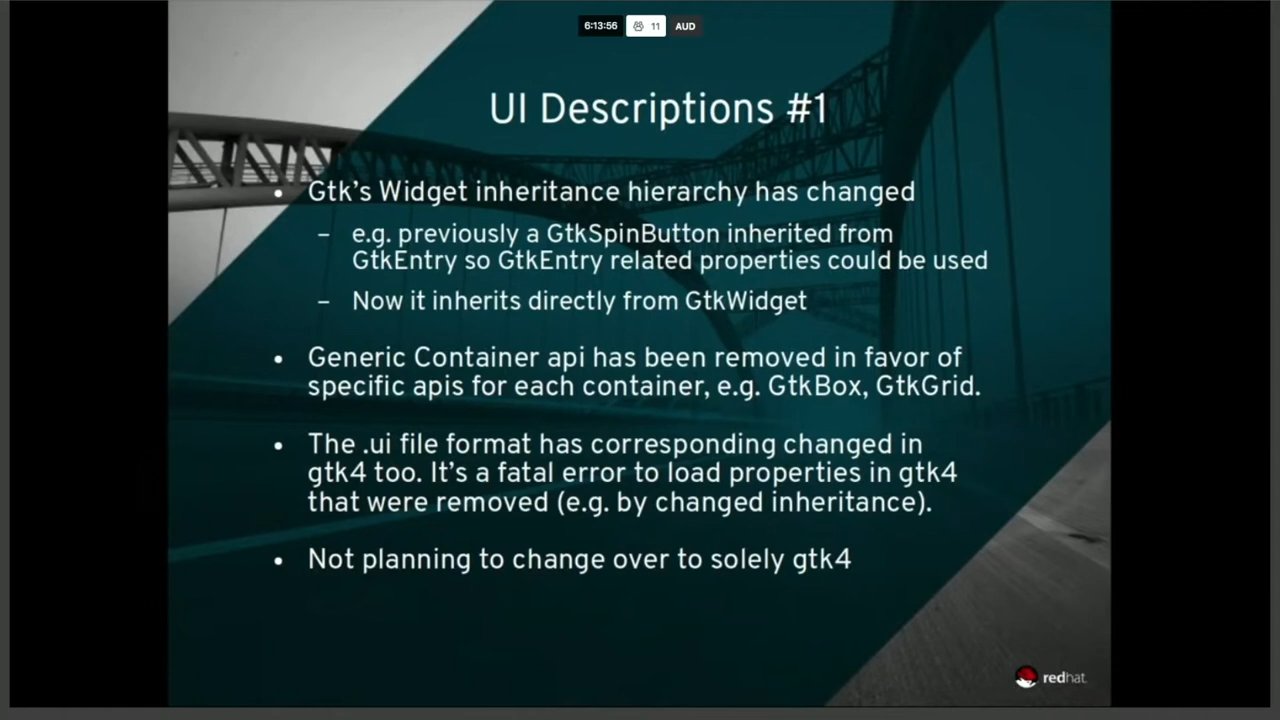 6:13:56 11 AUD
UI Descriptions #1
• Gtk's Widget inheritance hierarchy has changed
– e.g. previously a GtkSpinButton inherited from
GtkEntry so GtkEntry related properties could be used
– Now it inherits directly from GtkWidget
• Generic Container api has been removed in favor of
specific apis for each container, e.g. GtkBox, GtkGrid.
• The .ui file format has corresponding changed in
gtk4 too. It's a fatal error to load properties in gtk4
that were removed (e.g. by changed inheritance).
• Not planning to change over to solely gtk4
redhat.